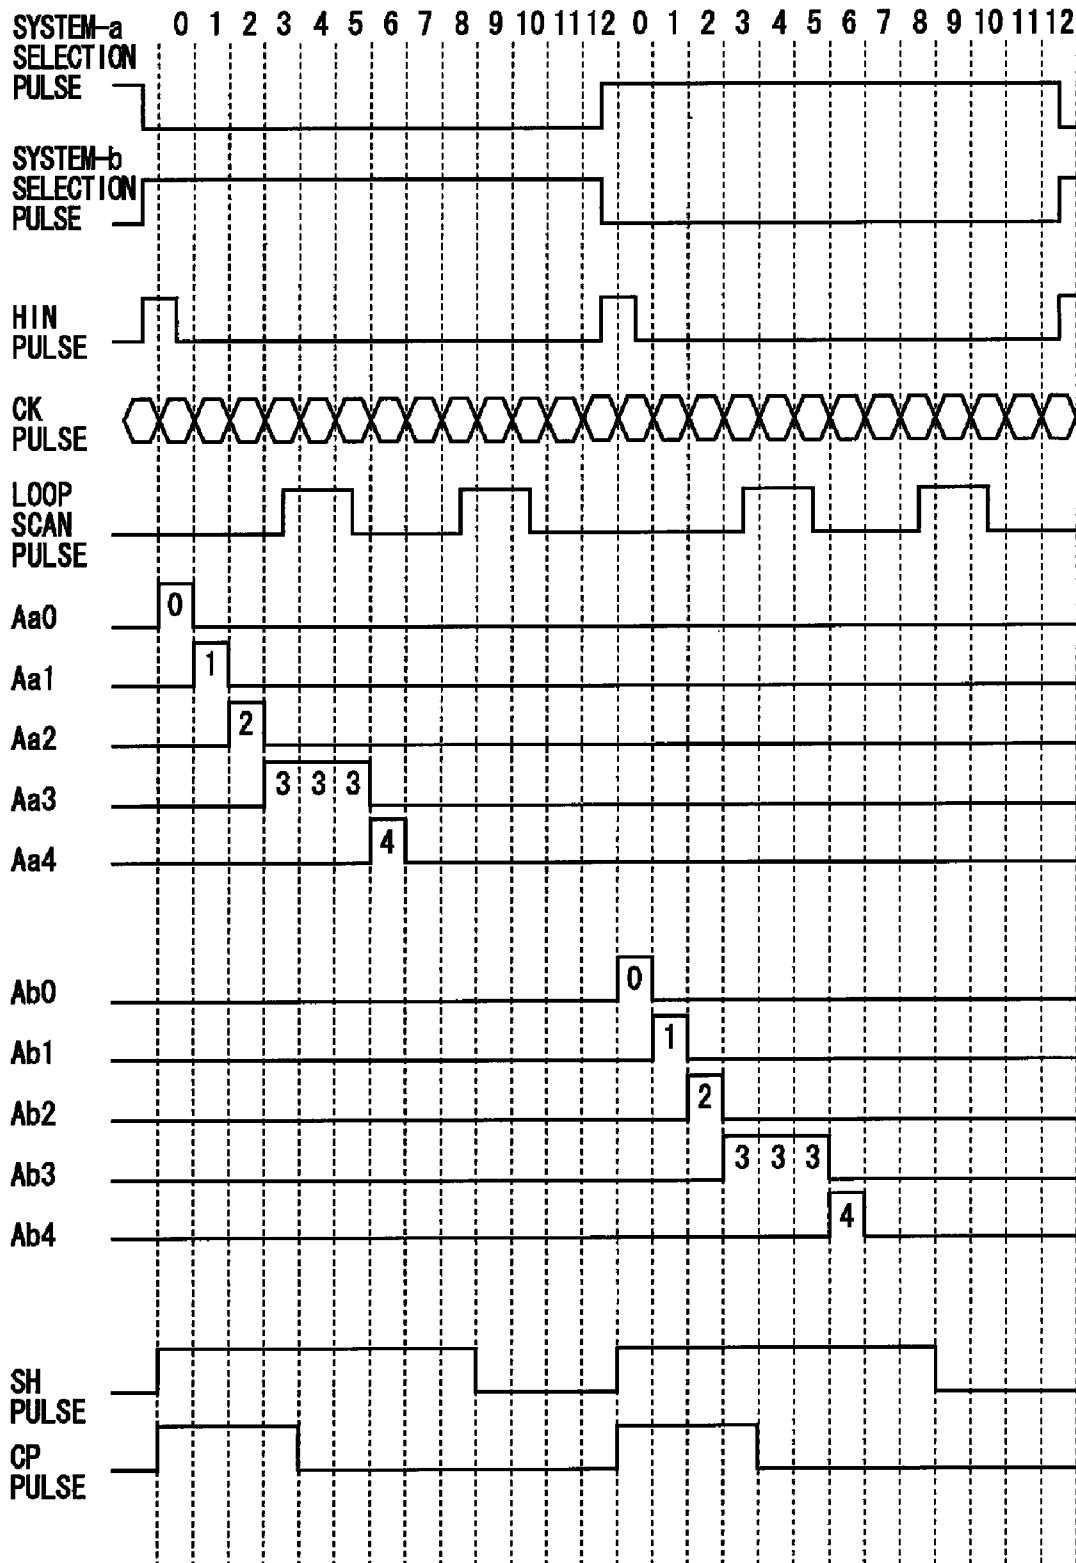 0 1 2 3 4 5 6 7 8 9 10 11 12 0 1 2 3 4 5 6 7 8 9 10 11 12
SYSTEM-a
SELECTION
PULSE
SYSTEM-b
SELECTION
PULSE
HIN
PULSE
CK
PULSE
LOOP
SCAN
PULSE
Aa0 0
Aa1 1
Aa2 2
Aa3 3 3 3
Aa4 4
Ab0 0
Ab1 1
Ab2 2
Ab3 3 3 3
Ab4 4
SH
PULSE
CP
PULSE